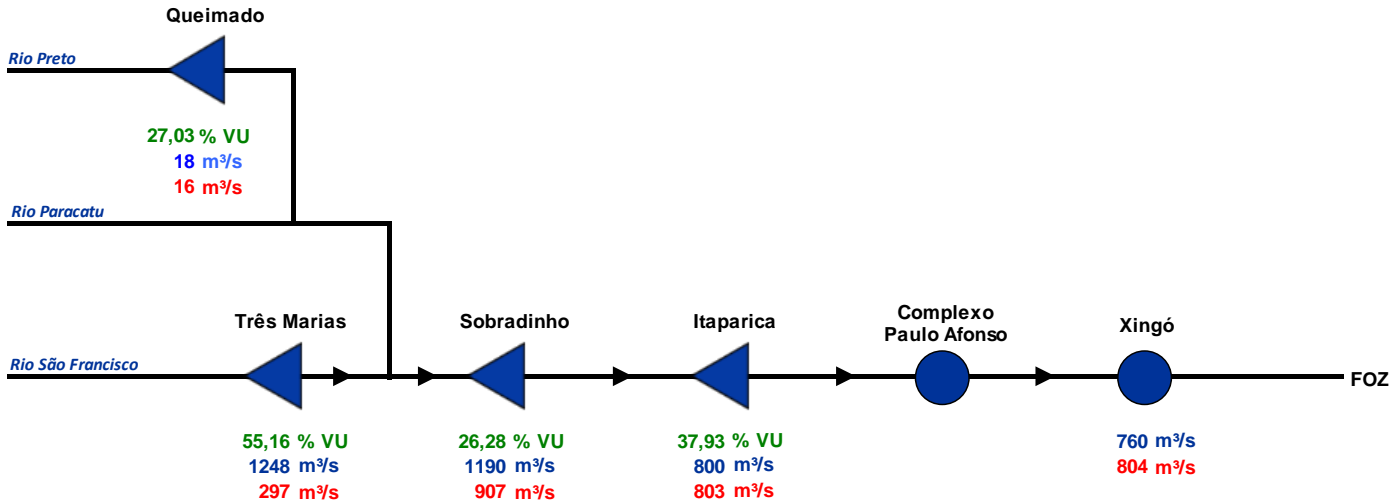 Queimado
Rio Preto
27,03 % VU
18 m³/s
16 m³/s
Rio Paracatu
Três Marias
Sobradinho
Itaparica
Complexo
Paulo Afonso
Xingó
Rio São Francisco
FOZ
55,16 % VU
1248 m³/s
297 m³/s
26,28 % VU
1190 m³/s
907 m³/s
37,93 % VU
800 m³/s
803 m³/s
760 m³/s
804 m³/s